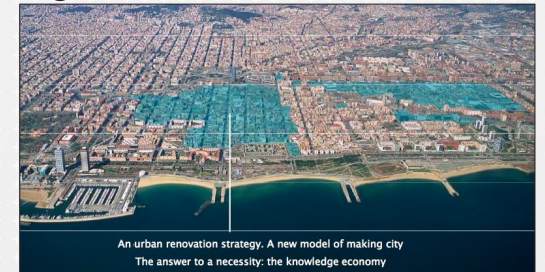 An urban renovation strategy. A new model of making city
The answer to a necessity: the knowledge economy